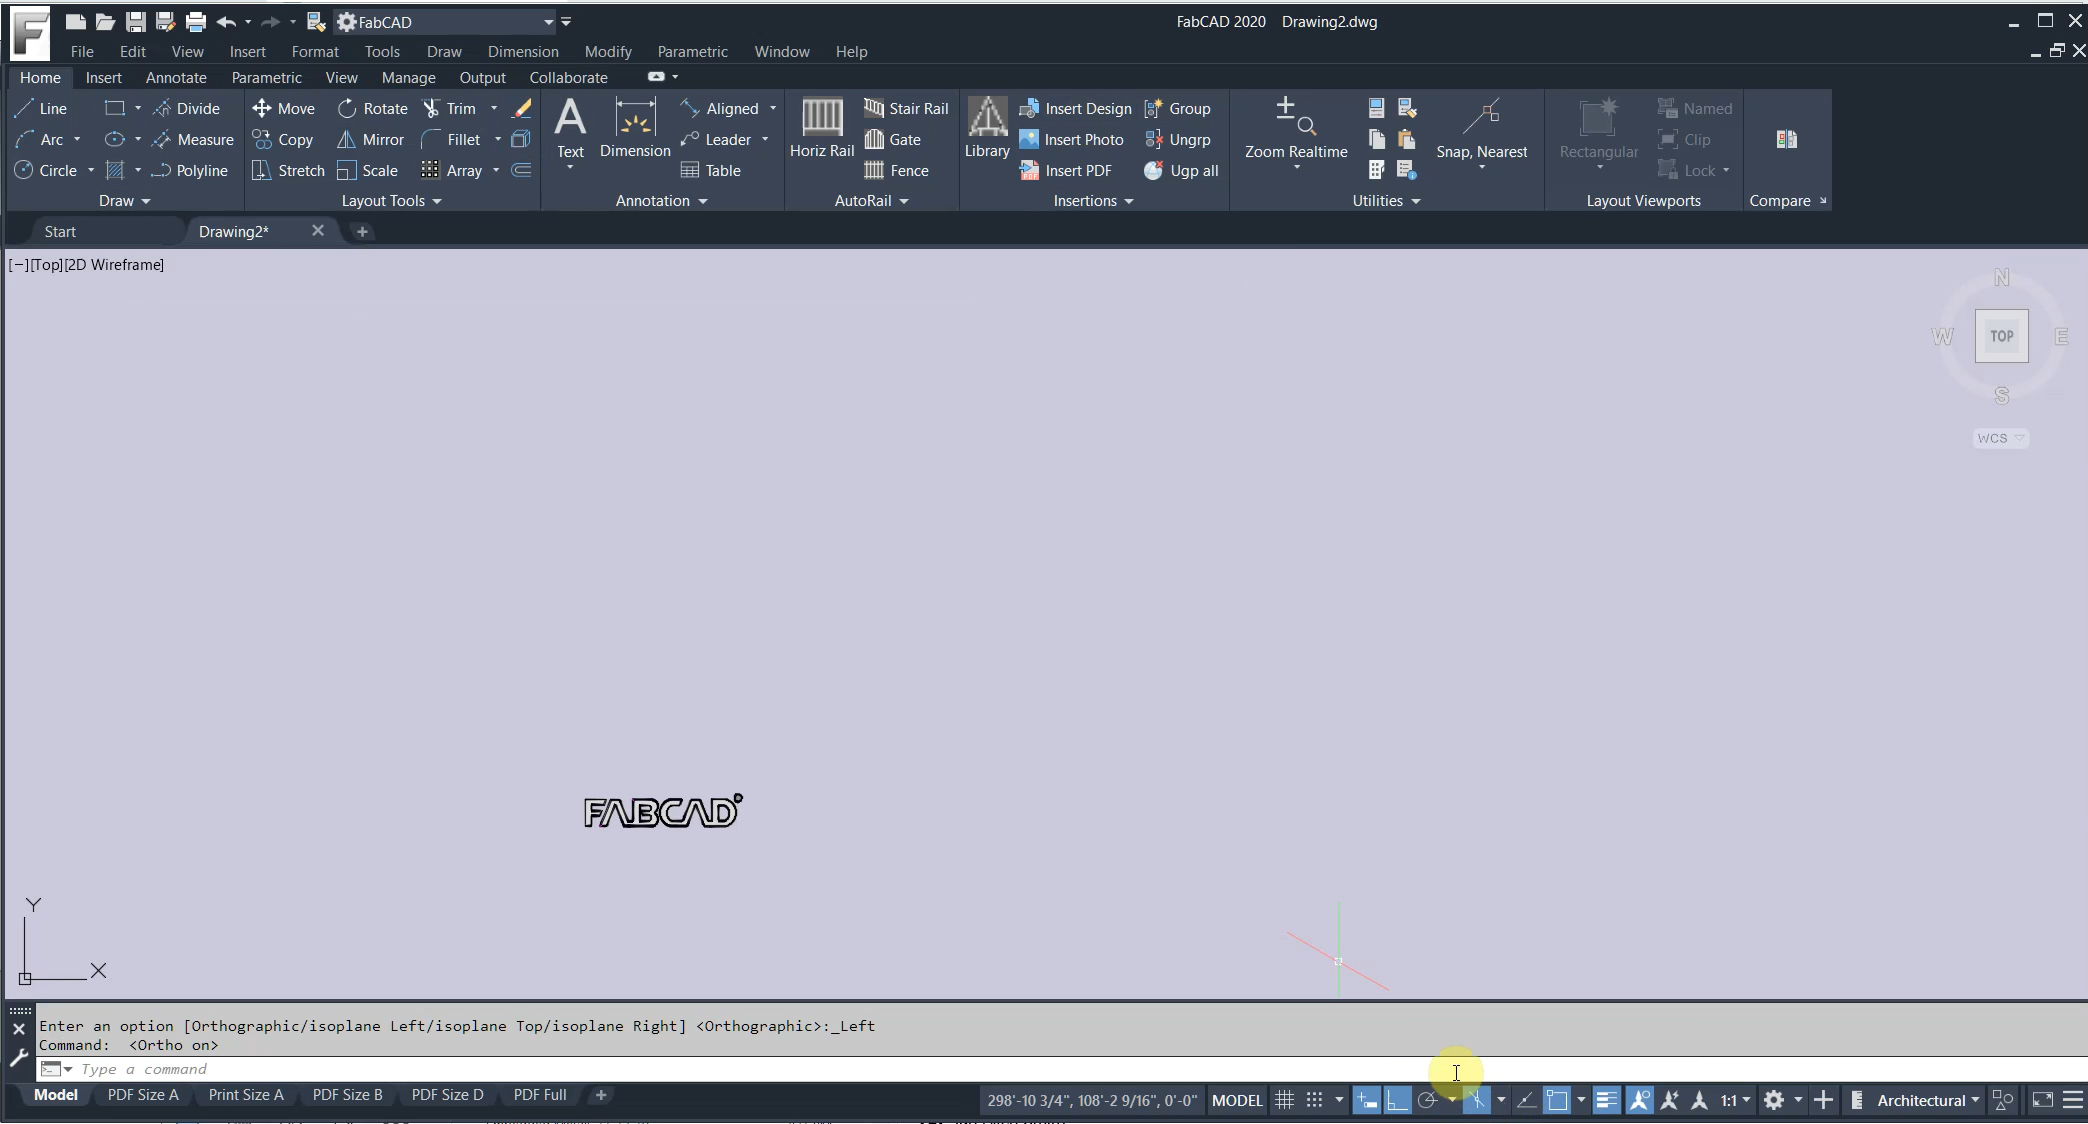 FabCAD
FabCAD 2020 Drawing2.dwg
File Edit View Insert Format Tools Draw Dimension Modify Parametric Window Help
Home Insert Annotate Parametric View Manage Output Collaborate
Line Divide Move Rotate Trim Aligned Stair Rail Insert Design Group Named
Arc Measure Copy Mirror Fillet Text Dimension Leader Horiz Rail Gate Library Insert Photo Ungrp Zoom Realtime Snap, Nearest Rectangular Clip
Circle Polyline Stretch Scale Array Table Fence Insert PDF Ugp all Lock
Draw Layout Tools Annotation AutoRail Insertions Utilities Layout Viewports Compare
Start Drawing2*
[−][Top][2D Wireframe]
N
W TOP E
S
WCS
FABCAD
Y
X
Enter an option [Orthographic/isoplane Left/isoplane Top/isoplane Right] <Orthographic>:_Left
Command: <Ortho on>
Type a command
Model PDF Size A Print Size A PDF Size B PDF Size D PDF Full 298'-10 3/4", 108'-2 9/16", 0'-0" MODEL 1:1 Architectural